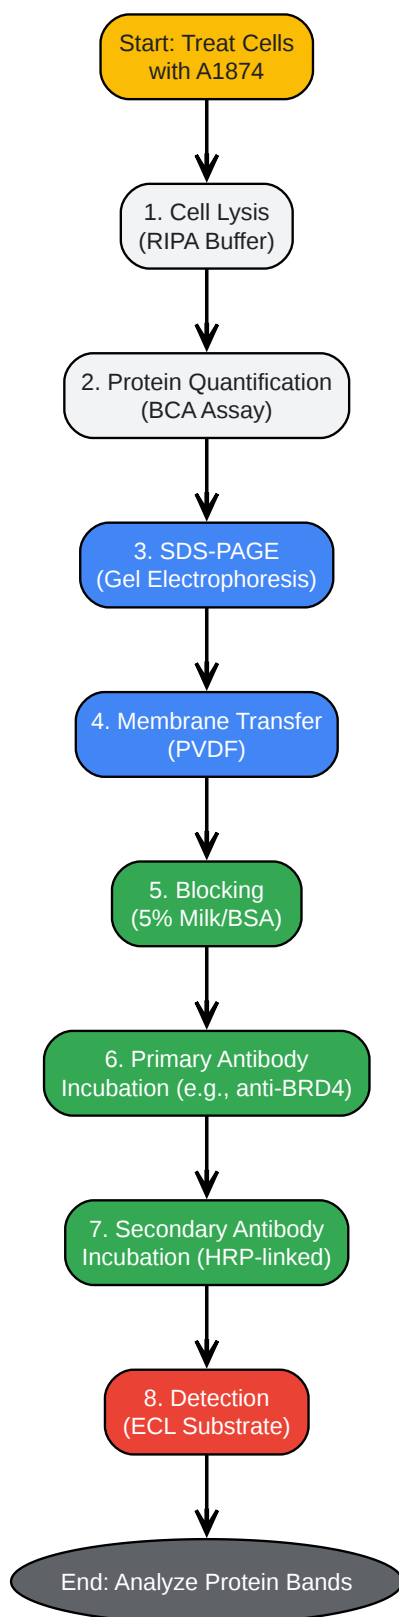 Start: Treat Cells
with A1874
1. Cell Lysis
(RIPA Buffer)
2. Protein Quantification
(BCA Assay)
3. SDS-PAGE
(Gel Electrophoresis)
4. Membrane Transfer
(PVDF)
5. Blocking
(5% Milk/BSA)
6. Primary Antibody
Incubation (e.g., anti-BRD4)
7. Secondary Antibody
Incubation (HRP-linked)
8. Detection
(ECL Substrate)
End: Analyze Protein Bands